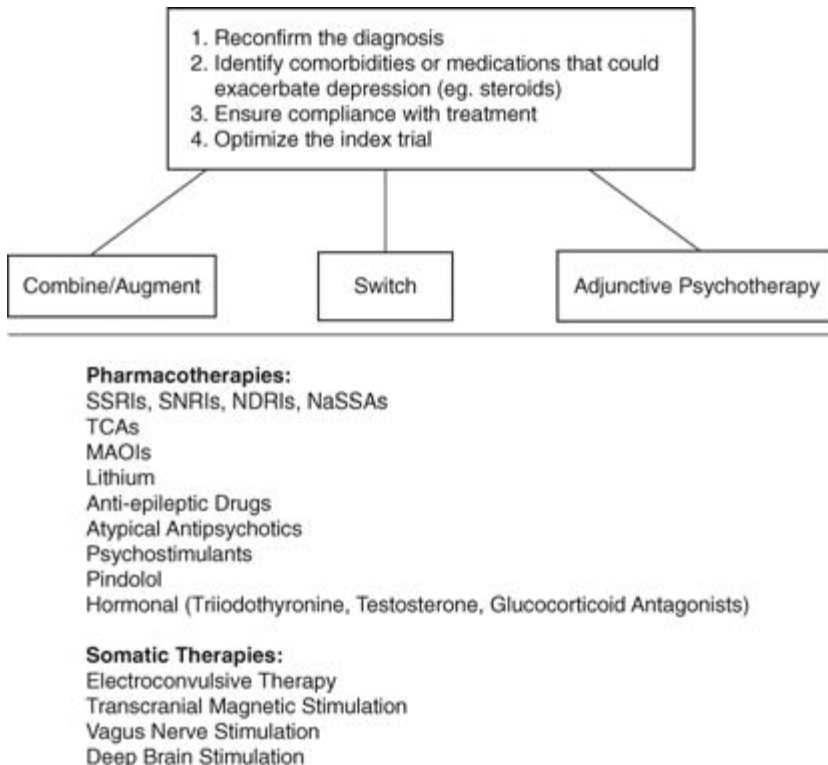 1. Reconfirm the diagnosis
2. Identify comorbidities or medications that could
exacerbate depression (eg. steroids)
3. Ensure compliance with treatment
4. Optimize the index trial
Combine/Augment
Switch
Adjunctive Psychotherapy
Pharmacotherapies:
SSRIs, SNRIs, NDRIs, NaSSAs
TCAs
MAOIs
Lithium
Anti-epileptic Drugs
Atypical Antipsychotics
Psychostimulants
Pindolol
Hormonal (Triiodothyronine, Testosterone, Glucocorticoid Antagonists)
Somatic Therapies:
Electroconvulsive Therapy
Transcranial Magnetic Stimulation
Vagus Nerve Stimulation
Deep Brain Stimulation